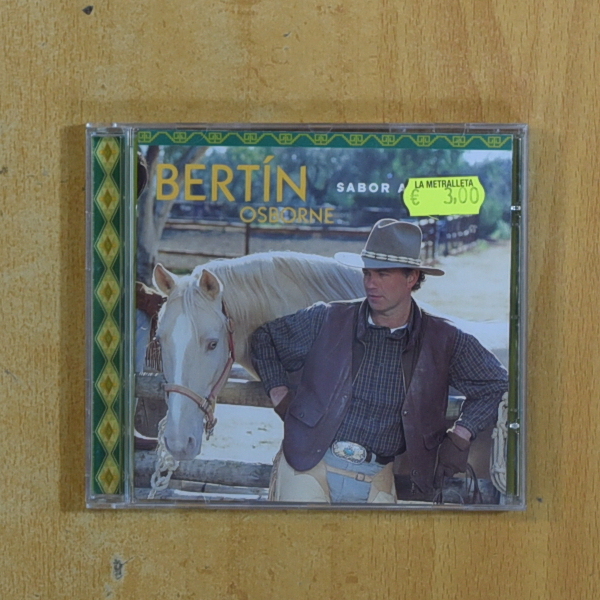 BERTÍN
OSBORNE
SABOR A
LA METRALLETA
€ 3,00